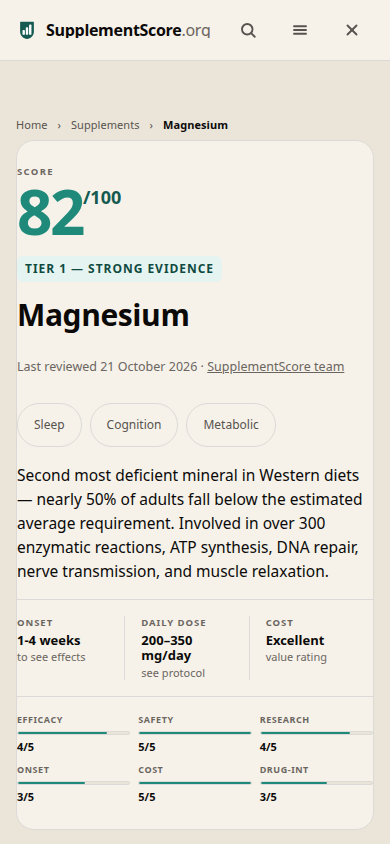 SupplementScore.org
Home › Supplements › Magnesium
SCORE
82/100
TIER 1 — STRONG EVIDENCE
Magnesium
Last reviewed 21 October 2026 · SupplementScore team
Sleep Cognition Metabolic
Second most deficient mineral in Western diets
— nearly 50% of adults fall below the estimated
average requirement. Involved in over 300
enzymatic reactions, ATP synthesis, DNA repair,
nerve transmission, and muscle relaxation.
ONSET DAILY DOSE COST
1-4 weeks 200–350 Excellent
mg/day
to see effects see protocol value rating
EFFICACY SAFETY RESEARCH
4/5 5/5 4/5
ONSET COST DRUG-INT
3/5 5/5 3/5